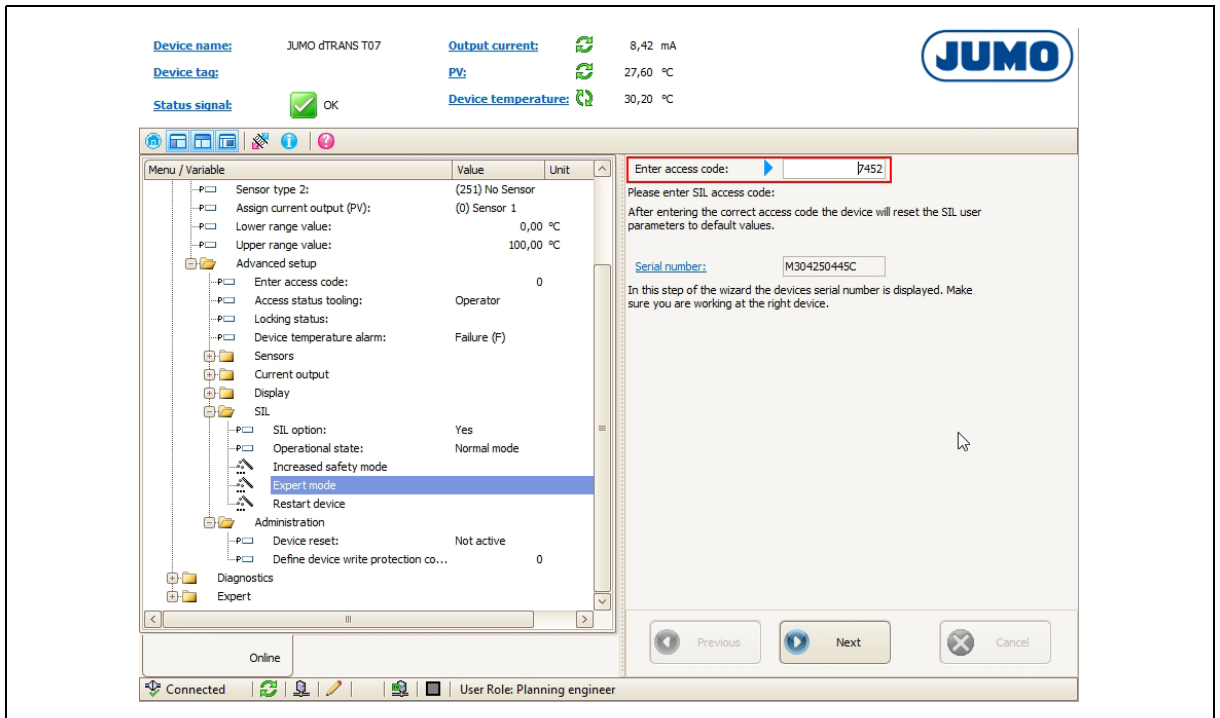 Device name: JUMO dTRANS T07 Output current: 8,42 mA
JUMO
Device tag: PV: 27,60 °C
Status signal: OK Device temperature: 30,20 °C
Menu / Variable Value Unit
Sensor type 2: (251) No Sensor
Assign current output (PV): (0) Sensor 1
Lower range value: 0,00 °C
Upper range value: 100,00 °C
Advanced setup
Enter access code: 0
Access status tooling: Operator
Locking status:
Device temperature alarm: Failure (F)
Sensors
Current output
Display
SIL
SIL option: Yes
Operational state: Normal mode
Increased safety mode
Expert mode
Restart device
Administration
Device reset: Not active
Define device write protection co... 0
Diagnostics
Expert
Online
Enter access code: 7452
Please enter SIL access code:
After entering the correct access code the device will reset the SIL user
parameters to default values.
Serial number: M304250445C
In this step of the wizard the devices serial number is displayed. Make
sure you are working at the right device.
Previous Next Cancel
Connected User Role: Planning engineer